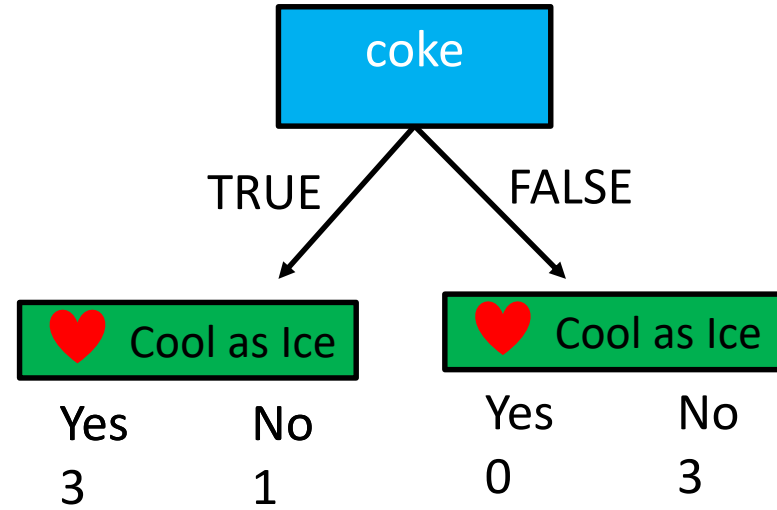 coke
TRUE
FALSE
Cool as Ice
Cool as Ice
Yes No
3 1
Yes No
0 3